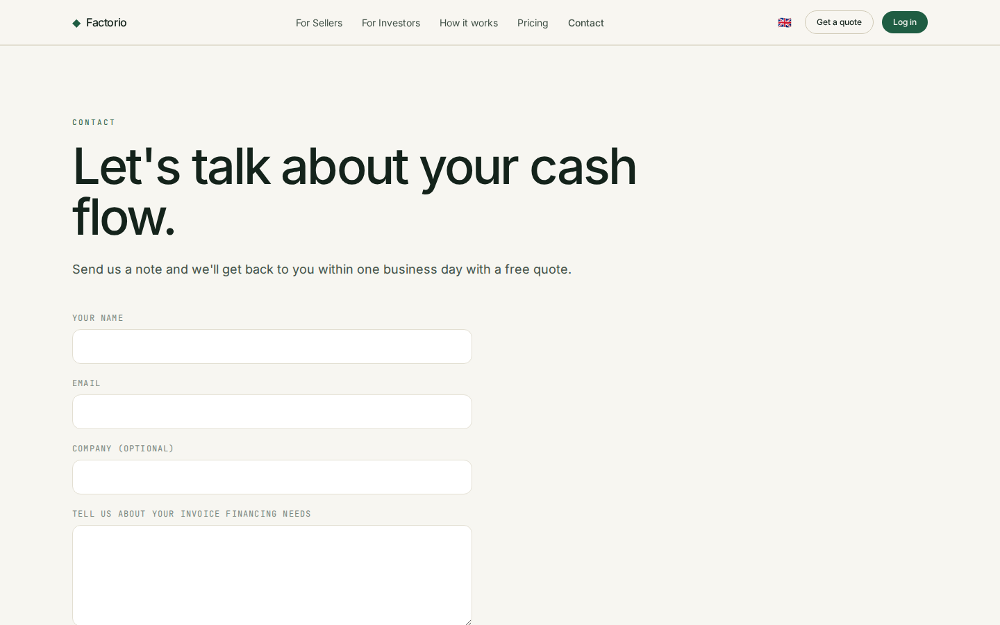 Factorio
For Sellers
For Investors
How it works
Pricing
Contact
Get a quote
Log in
CONTACT
Let's talk about your cash
flow.
Send us a note and we'll get back to you within one business day with a free quote.
YOUR NAME
EMAIL
COMPANY (OPTIONAL)
TELL US ABOUT YOUR INVOICE FINANCING NEEDS